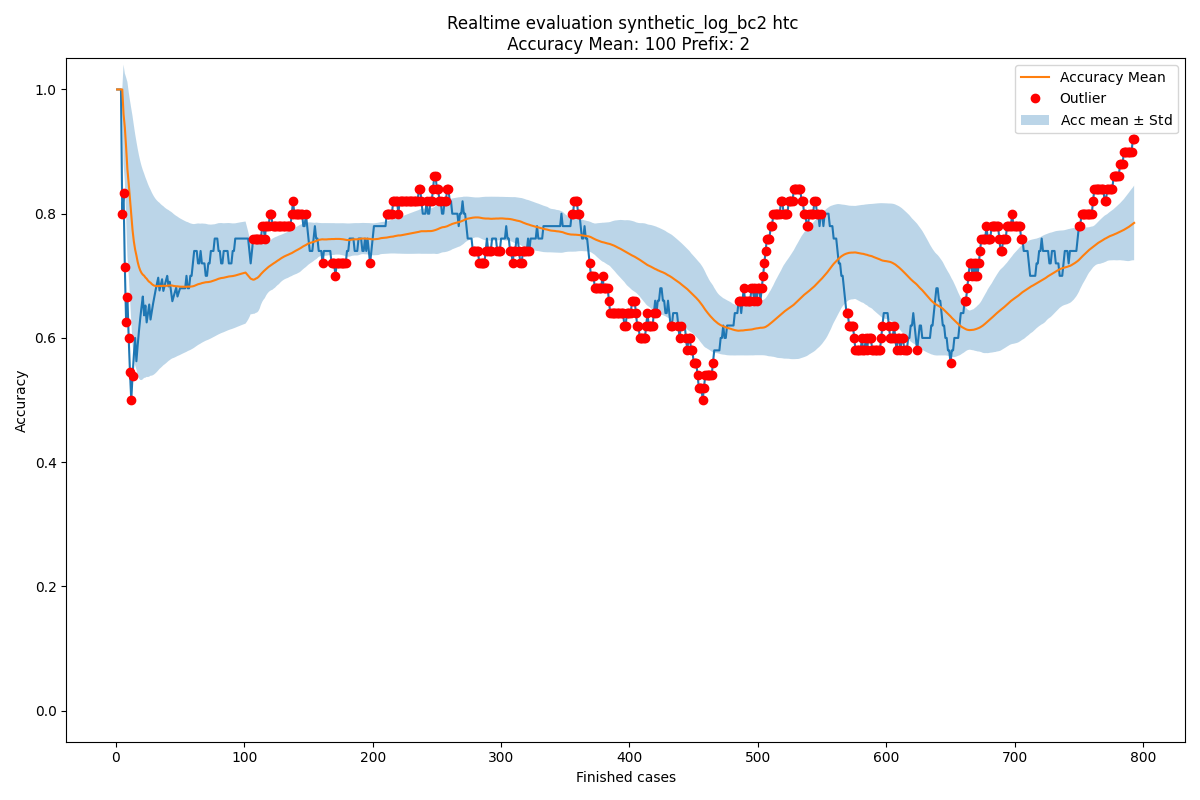 Realtime evaluation synthetic_log_bc2 htc
Accuracy Mean: 100 Prefix: 2
Accuracy Mean
Outlier
Acc mean ± Std
1.0
0.8
0.6
0.4
0.2
0.0
Accuracy
0 100 200 300 400 500 600 700 800
Finished cases